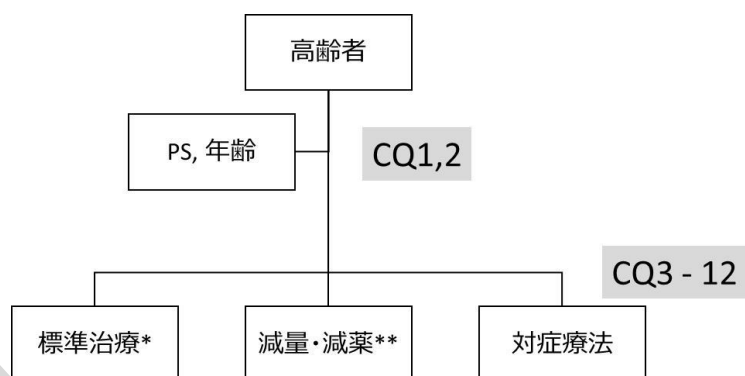 高齢者
PS, 年齢
CQ1,2
CQ3 - 12
標準治療*
減量・減薬**
対症療法